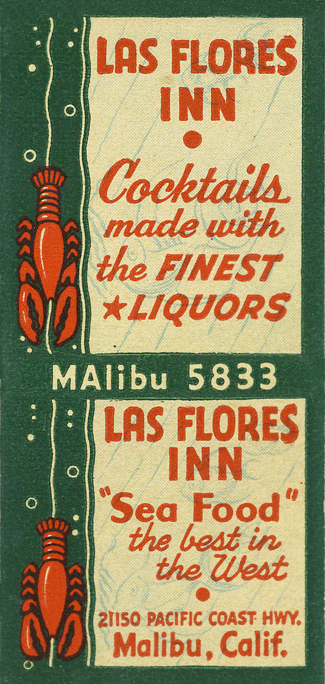 LAS FLORES
INN
Cocktails
made with
the FINEST
★LIQUORS
MAlibu 5833
LAS FLORES
INN
"Sea Food"
the best in
the West
21150 PACIFIC COAST HWY.
Malibu, Calif.